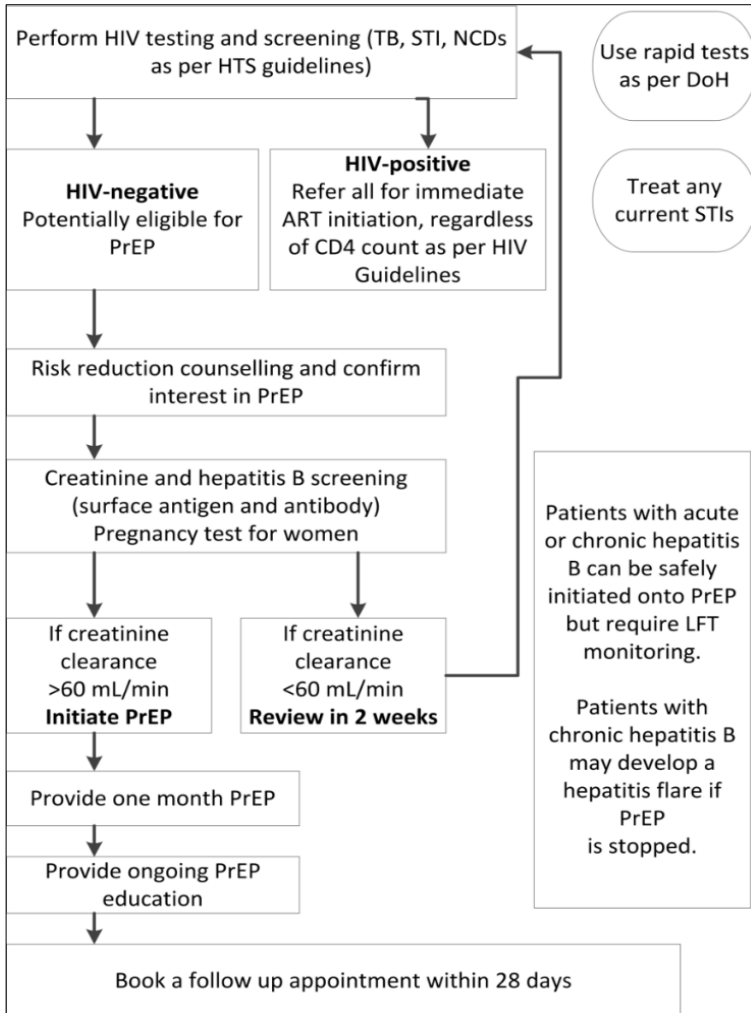 Perform HIV testing and screening (TB, STI, NCDs
as per HTS guidelines)
Use rapid tests
as per DoH
HIV-negative
Potentially eligible for
PrEP
HIV-positive
Refer all for immediate
ART initiation, regardless
of CD4 count as per HIV
Guidelines
Treat any
current STIs
Risk reduction counselling and confirm
interest in PrEP
Creatinine and hepatitis B screening
(surface antigen and antibody)
Pregnancy test for women
If creatinine
clearance
>60 mL/min
Initiate PrEP
If creatinine
clearance
<60 mL/min
Review in 2 weeks
Patients with acute
or chronic hepatitis
B can be safely
initiated onto PrEP
but require LFT
monitoring.
Patients with
chronic hepatitis B
may develop a
hepatitis flare if
PrEP
is stopped.
Provide one month PrEP
Provide ongoing PrEP
education
Book a follow up appointment within 28 days